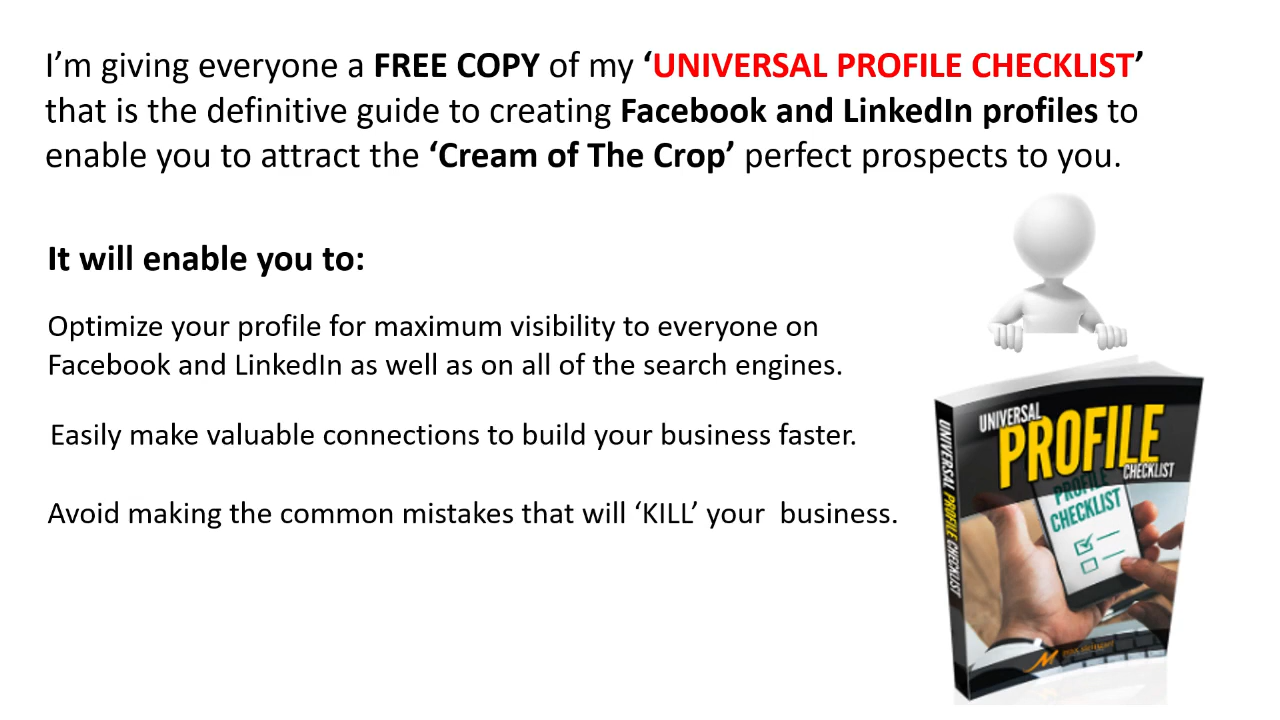 I’m giving everyone a FREE COPY of my ‘UNIVERSAL PROFILE CHECKLIST’
that is the definitive guide to creating Facebook and LinkedIn profiles to
enable you to attract the ‘Cream of The Crop’ perfect prospects to you.
It will enable you to:
Optimize your profile for maximum visibility to everyone on
Facebook and LinkedIn as well as on all of the search engines.
Easily make valuable connections to build your business faster.
Avoid making the common mistakes that will ‘KILL’ your  business.
UNIVERSAL
PROFILE
CHECKLIST
PROFILE
CHECKLIST
UNIVERSAL PROFILE CHECKLIST